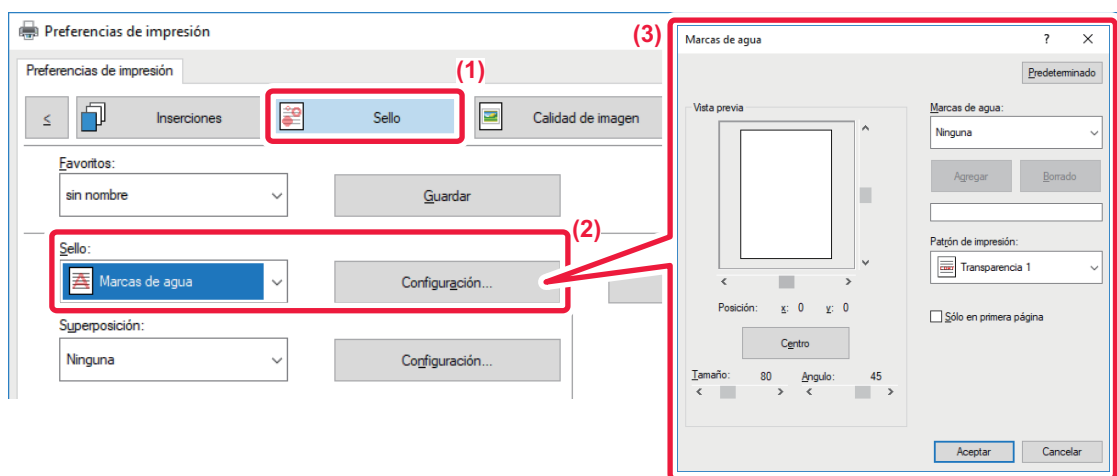 Preferencias de impresión
Preferencias de impresión
(1)
<
Inserciones
Sello
Calidad de imagen
Favoritos:
sin nombre
Guardar
(2)
Sello:
Marcas de agua
Configuración...
Superposición:
Ninguna
Configuración...
(3)
Marcas de agua
?
Predeterminado
Vista previa
Marcas de agua:
Ninguna
Agregar
Borrado
Patrón de impresión:
Transparencia 1
Posición: x: 0 y: 0
Sólo en primera página
Centro
Tamaño: 80 Angulo: 45
Aceptar
Cancelar